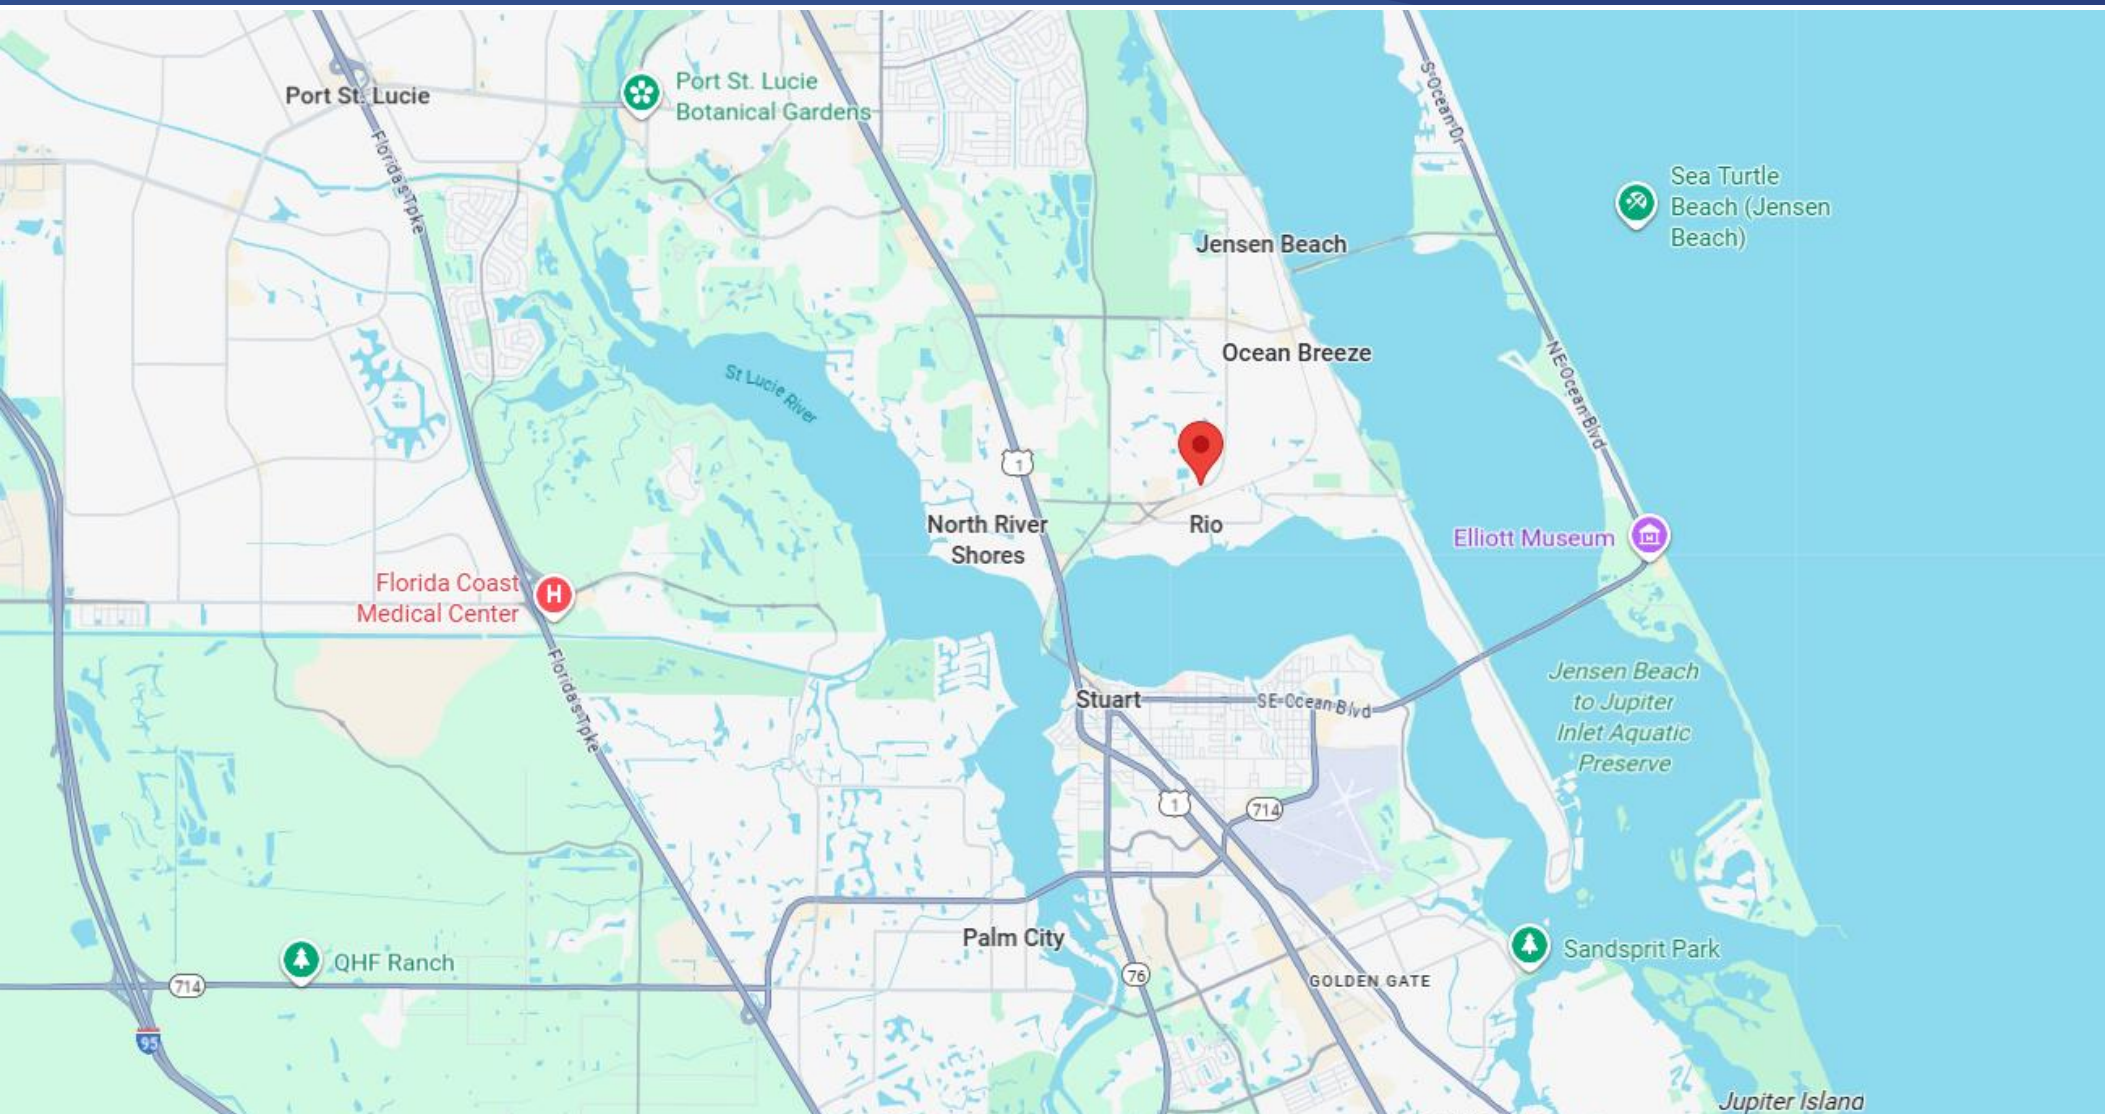 S Ocean Dr
Port St. Lucie
Port St. Lucie
Botanical Gardens
Florida's Tpke
Sea Turtle
Beach (Jensen
Beach)
Jensen Beach
Ocean Breeze
NE Ocean Blvd
St Lucie River
1
North River
Shores
Rio
Elliott Museum
Florida Coast
Medical Center
H
Florida's Tpke
Jensen Beach
to Jupiter
Inlet Aquatic
Preserve
Stuart
SE Ocean Blvd
1
714
Palm City
Sandsprit Park
QHF Ranch
714
76
GOLDEN GATE
95
Jupiter Island